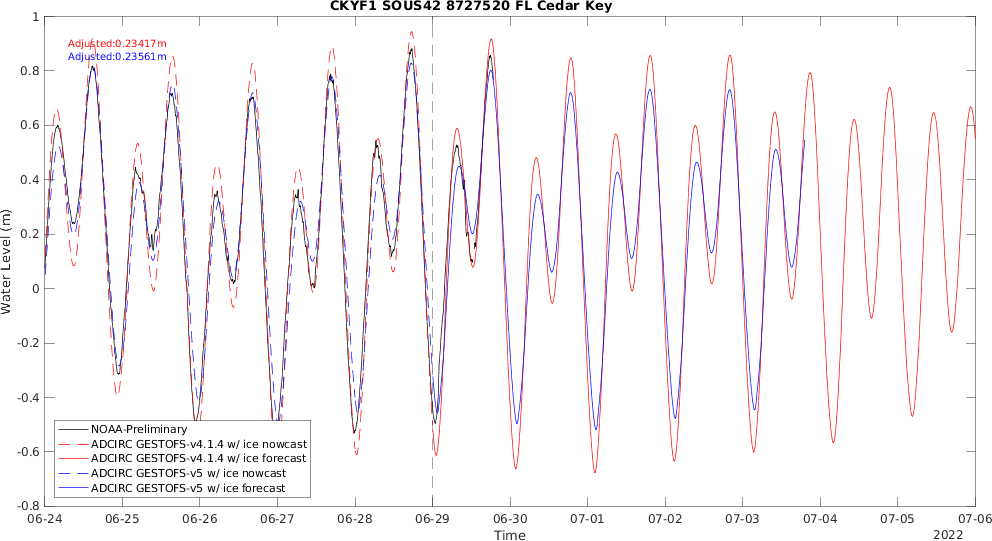 CKYF1 SOUS42 8727520 FL Cedar Key
Adjusted:0.23417m
Adjusted:0.23561m
Water Level (m)
1
0.8
0.6
0.4
0.2
0
-0.2
-0.4
-0.6
-0.8
NOAA-Preliminary
ADCIRC GESTOFS-v4.1.4 w/ ice nowcast
ADCIRC GESTOFS-v4.1.4 w/ ice forecast
ADCIRC GESTOFS-v5 w/ ice nowcast
ADCIRC GESTOFS-v5 w/ ice forecast
06-24 06-25 06-26 06-27 06-28 06-29 06-30 07-01 07-02 07-03 07-04 07-05 07-06
Time
2022